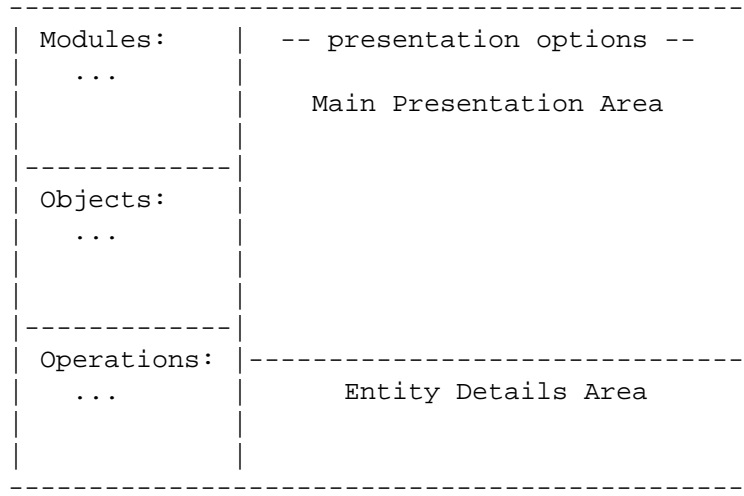 Modules:
-- presentation options --
...
Main Presentation Area
Objects:
...
Operations:
...
Entity Details Area